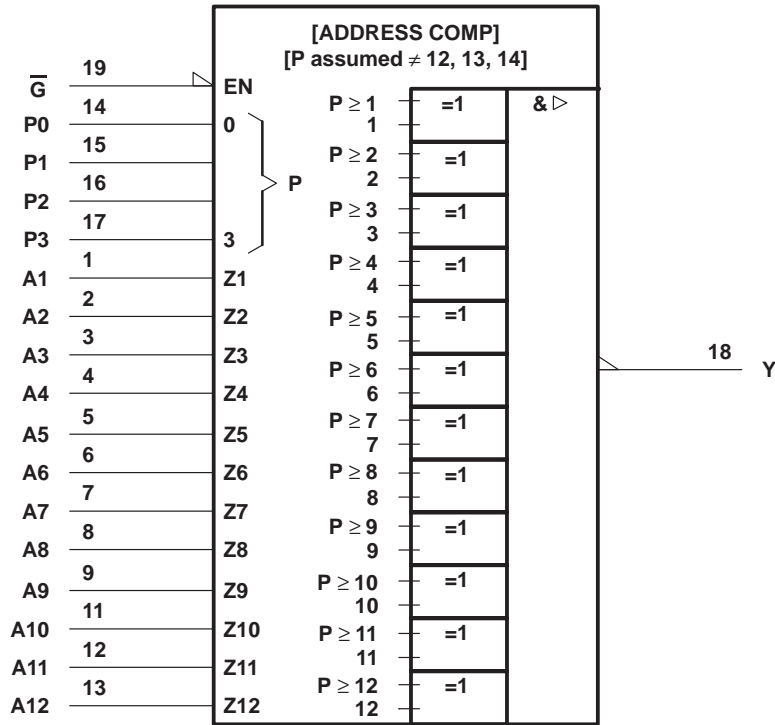 [ADDRESS COMP]
[P assumed ≠ 12, 13, 14]
G̅ 19 EN
P0 14 0
P1 15
P2 16
P3 17 3
P
A1 1 Z1
A2 2 Z2
A3 3 Z3
A4 4 Z4
A5 5 Z5
A6 6 Z6
A7 7 Z7
A8 8 Z8
A9 9 Z9
A10 11 Z10
A11 12 Z11
A12 13 Z12
P ≥ 1 =1
1
P ≥ 2 =1
2
P ≥ 3 =1
3
P ≥ 4 =1
4
P ≥ 5 =1
5
P ≥ 6 =1
6
P ≥ 7 =1
7
P ≥ 8 =1
8
P ≥ 9 =1
9
P ≥ 10 =1
10
P ≥ 11 =1
11
P ≥ 12 =1
12
& ▷
18 Y